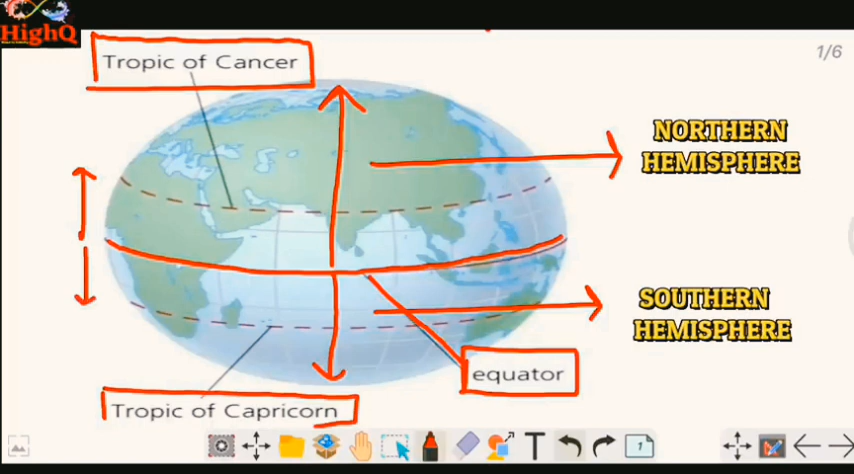 HighQ
Tropic of Cancer
1/6
NORTHERN
HEMISPHERE
SOUTHERN
HEMISPHERE
equator
Tropic of Capricorn
T
1